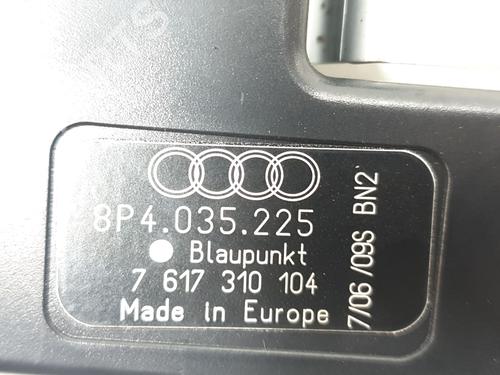 8P4.035.225
Blaupunkt
7 617 310 104
Made in Europe
7/06 /09S BN2